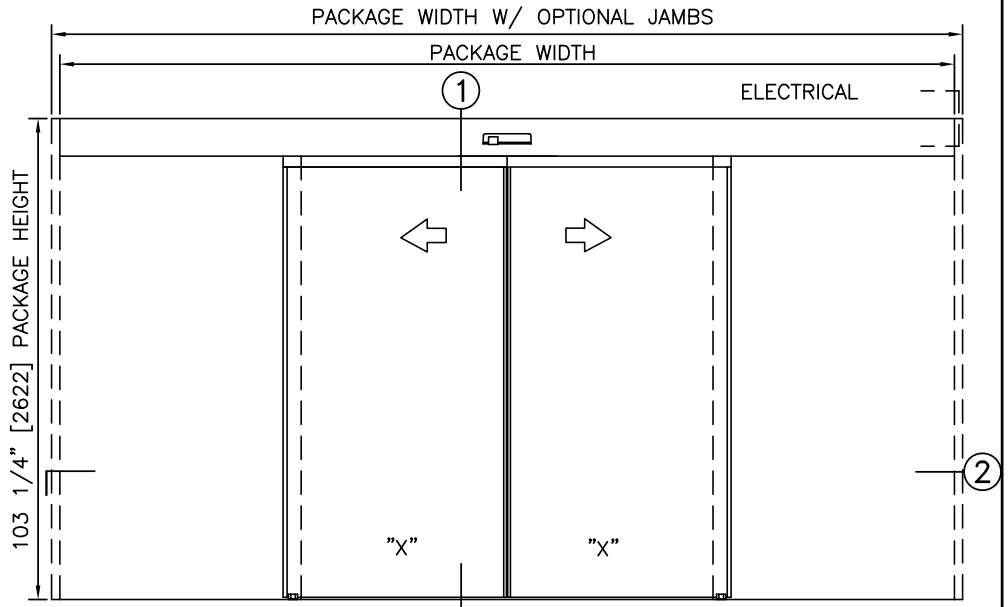 PACKAGE WIDTH W/ OPTIONAL JAMBS
PACKAGE WIDTH
1
ELECTRICAL
103 1/4" [2622] PACKAGE HEIGHT
2
"X"
"X"